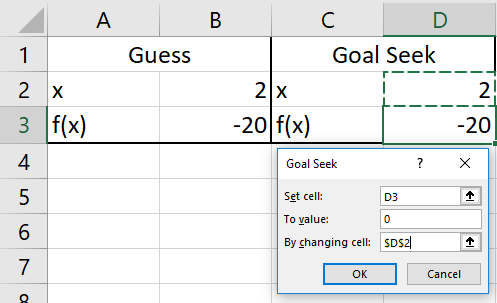 A B C D
1 Guess Goal Seek
2 x 2 x 2
3 f(x) -20 f(x) -20
4
5
6
7
8
Goal Seek ? ×
Set cell: D3
To value: 0
By changing cell: $D$2
OK Cancel